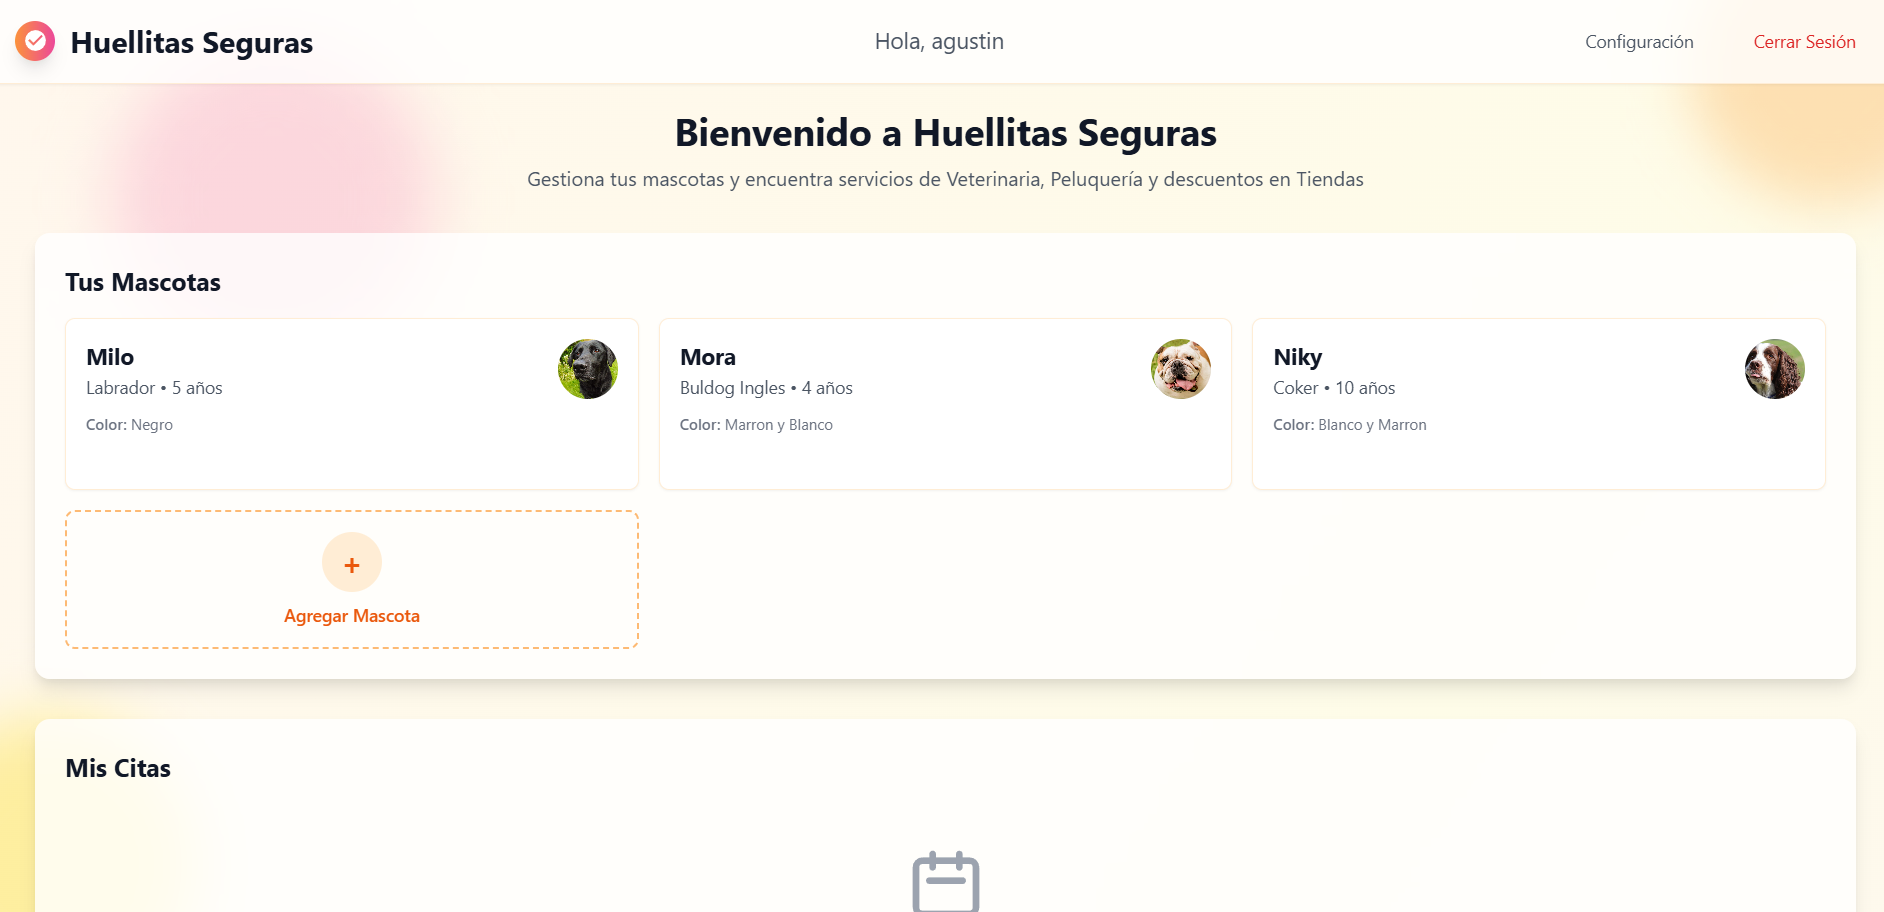 Huellitas Seguras
Hola, agustin
Configuración
Cerrar Sesión
Bienvenido a Huellitas Seguras
Gestiona tus mascotas y encuentra servicios de Veterinaria, Peluquería y descuentos en Tiendas
Tus Mascotas
Milo
Labrador • 5 años
Color: Negro
Mora
Buldog Ingles • 4 años
Color: Marron y Blanco
Niky
Coker • 10 años
Color: Blanco y Marron
+
Agregar Mascota
Mis Citas